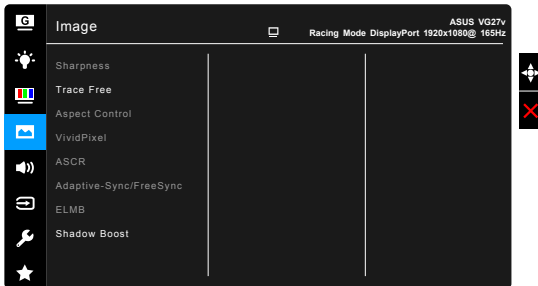 G
Image
ASUS VG27v
Racing Mode DisplayPort 1920x1080@ 165Hz
Sharpness
Trace Free
Aspect Control
VividPixel
ASCR
Adaptive-Sync/FreeSync
ELMB
Shadow Boost